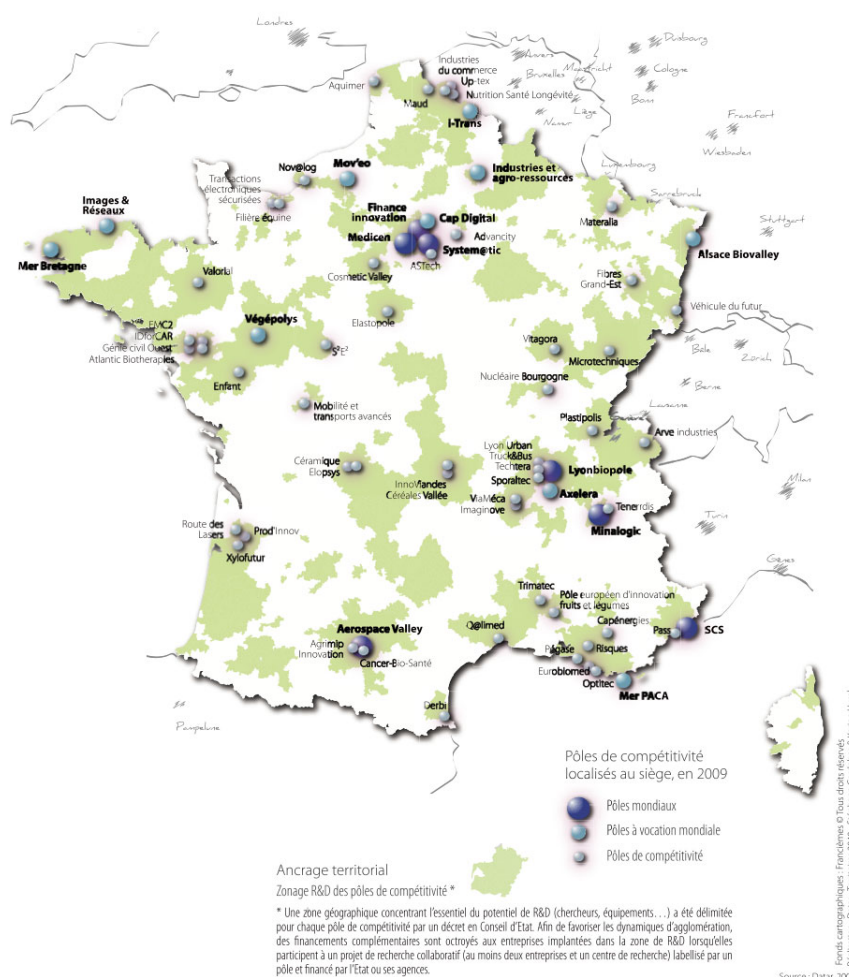 Londres
Duisbourg
Anvers
Bruxelles
Maastricht
Cologne
Bonn
Liège
Namur
Francfort
Wiesbaden
Luxembourg
Sarrebruck
Stuttgart
Industries
du commerce
Up-tex
Aquimer
Maud
Nutrition Santé Longévité
I-Trans
Nov@log
Mov'eo
Industries et
agro-ressources
Transactions
électroniques
sécurisées
Filière équine
Images &
Réseaux
Finance
innovation
Cap Digital
Materalia
Medicen
Advancity
System@tic
ASTech
Alsace Biovalley
Mer Bretagne
Valorial
Cosmetic Valley
Fibres
Grand-Est
Elastopole
Véhicule du futur
EMC2
IDforCAR
Génie civil Ouest
Atlantic Biotherapies
Végépolys
S²E²
Vitagora
Microtechniques
Bâle
Zürich
Enfant
Nucléaire Bourgogne
Berne
Mobilité et
transports avancés
Lausanne
Plastipolis
Genève
Arve industries
Céramique
Elopsys
InnoViandes
Céréales Vallée
Lyon Urban
Truck&Bus
Techtera
Sporaltec
Lyonbiopole
Axelera
ViaMéca
Imaginove
Tenerrdis
Minalogic
Milan
Turin
Gênes
Route des
Lasers
Prod'Innov
Xylofutur
Trimatec
Pôle européen d'innovation
fruits et légumes
Capénergies
Aerospace Valley
Agrimip
Innovation
Cancer-Bio-Santé
Q@limed
Pass
SCS
Pégase
Risques
Eurobiomed
Optitec
Mer PACA
Derbi
Pampelune
Pôles de compétitivité
localisés au siège, en 2009
Pôles mondiaux
Pôles à vocation mondiale
Pôles de compétitivité
Ancrage territorial
Zonage R&D des pôles de compétitivité *
* Une zone géographique concentrant l'essentiel du potentiel de R&D (chercheurs, équipements…) a été délimitée
pour chaque pôle de compétitivité par un décret en Conseil d'Etat. Afin de favoriser les dynamiques d'agglomération,
des financements complémentaires sont octroyés aux entreprises implantées dans la zone de R&D lorsqu'elles
participent à un projet de recherche collaboratif (au moins deux entreprises et un centre de recherche) labellisé par un
pôle et financé par l'Etat ou ses agences.
Fonds cartographiques : Franciemes © Tous droits réservés
Source : Datar, 200